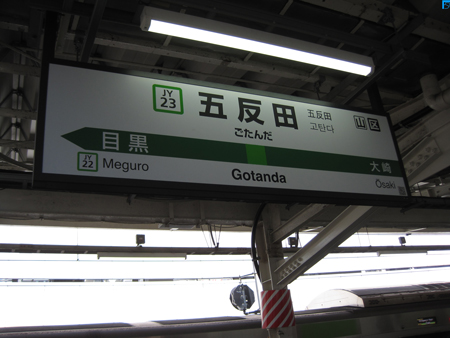 JY
23
五反田
五反田
고탄다
山 区
ごたんだ
目黒
大崎
JY
22
Meguro
Gotanda
Osaki